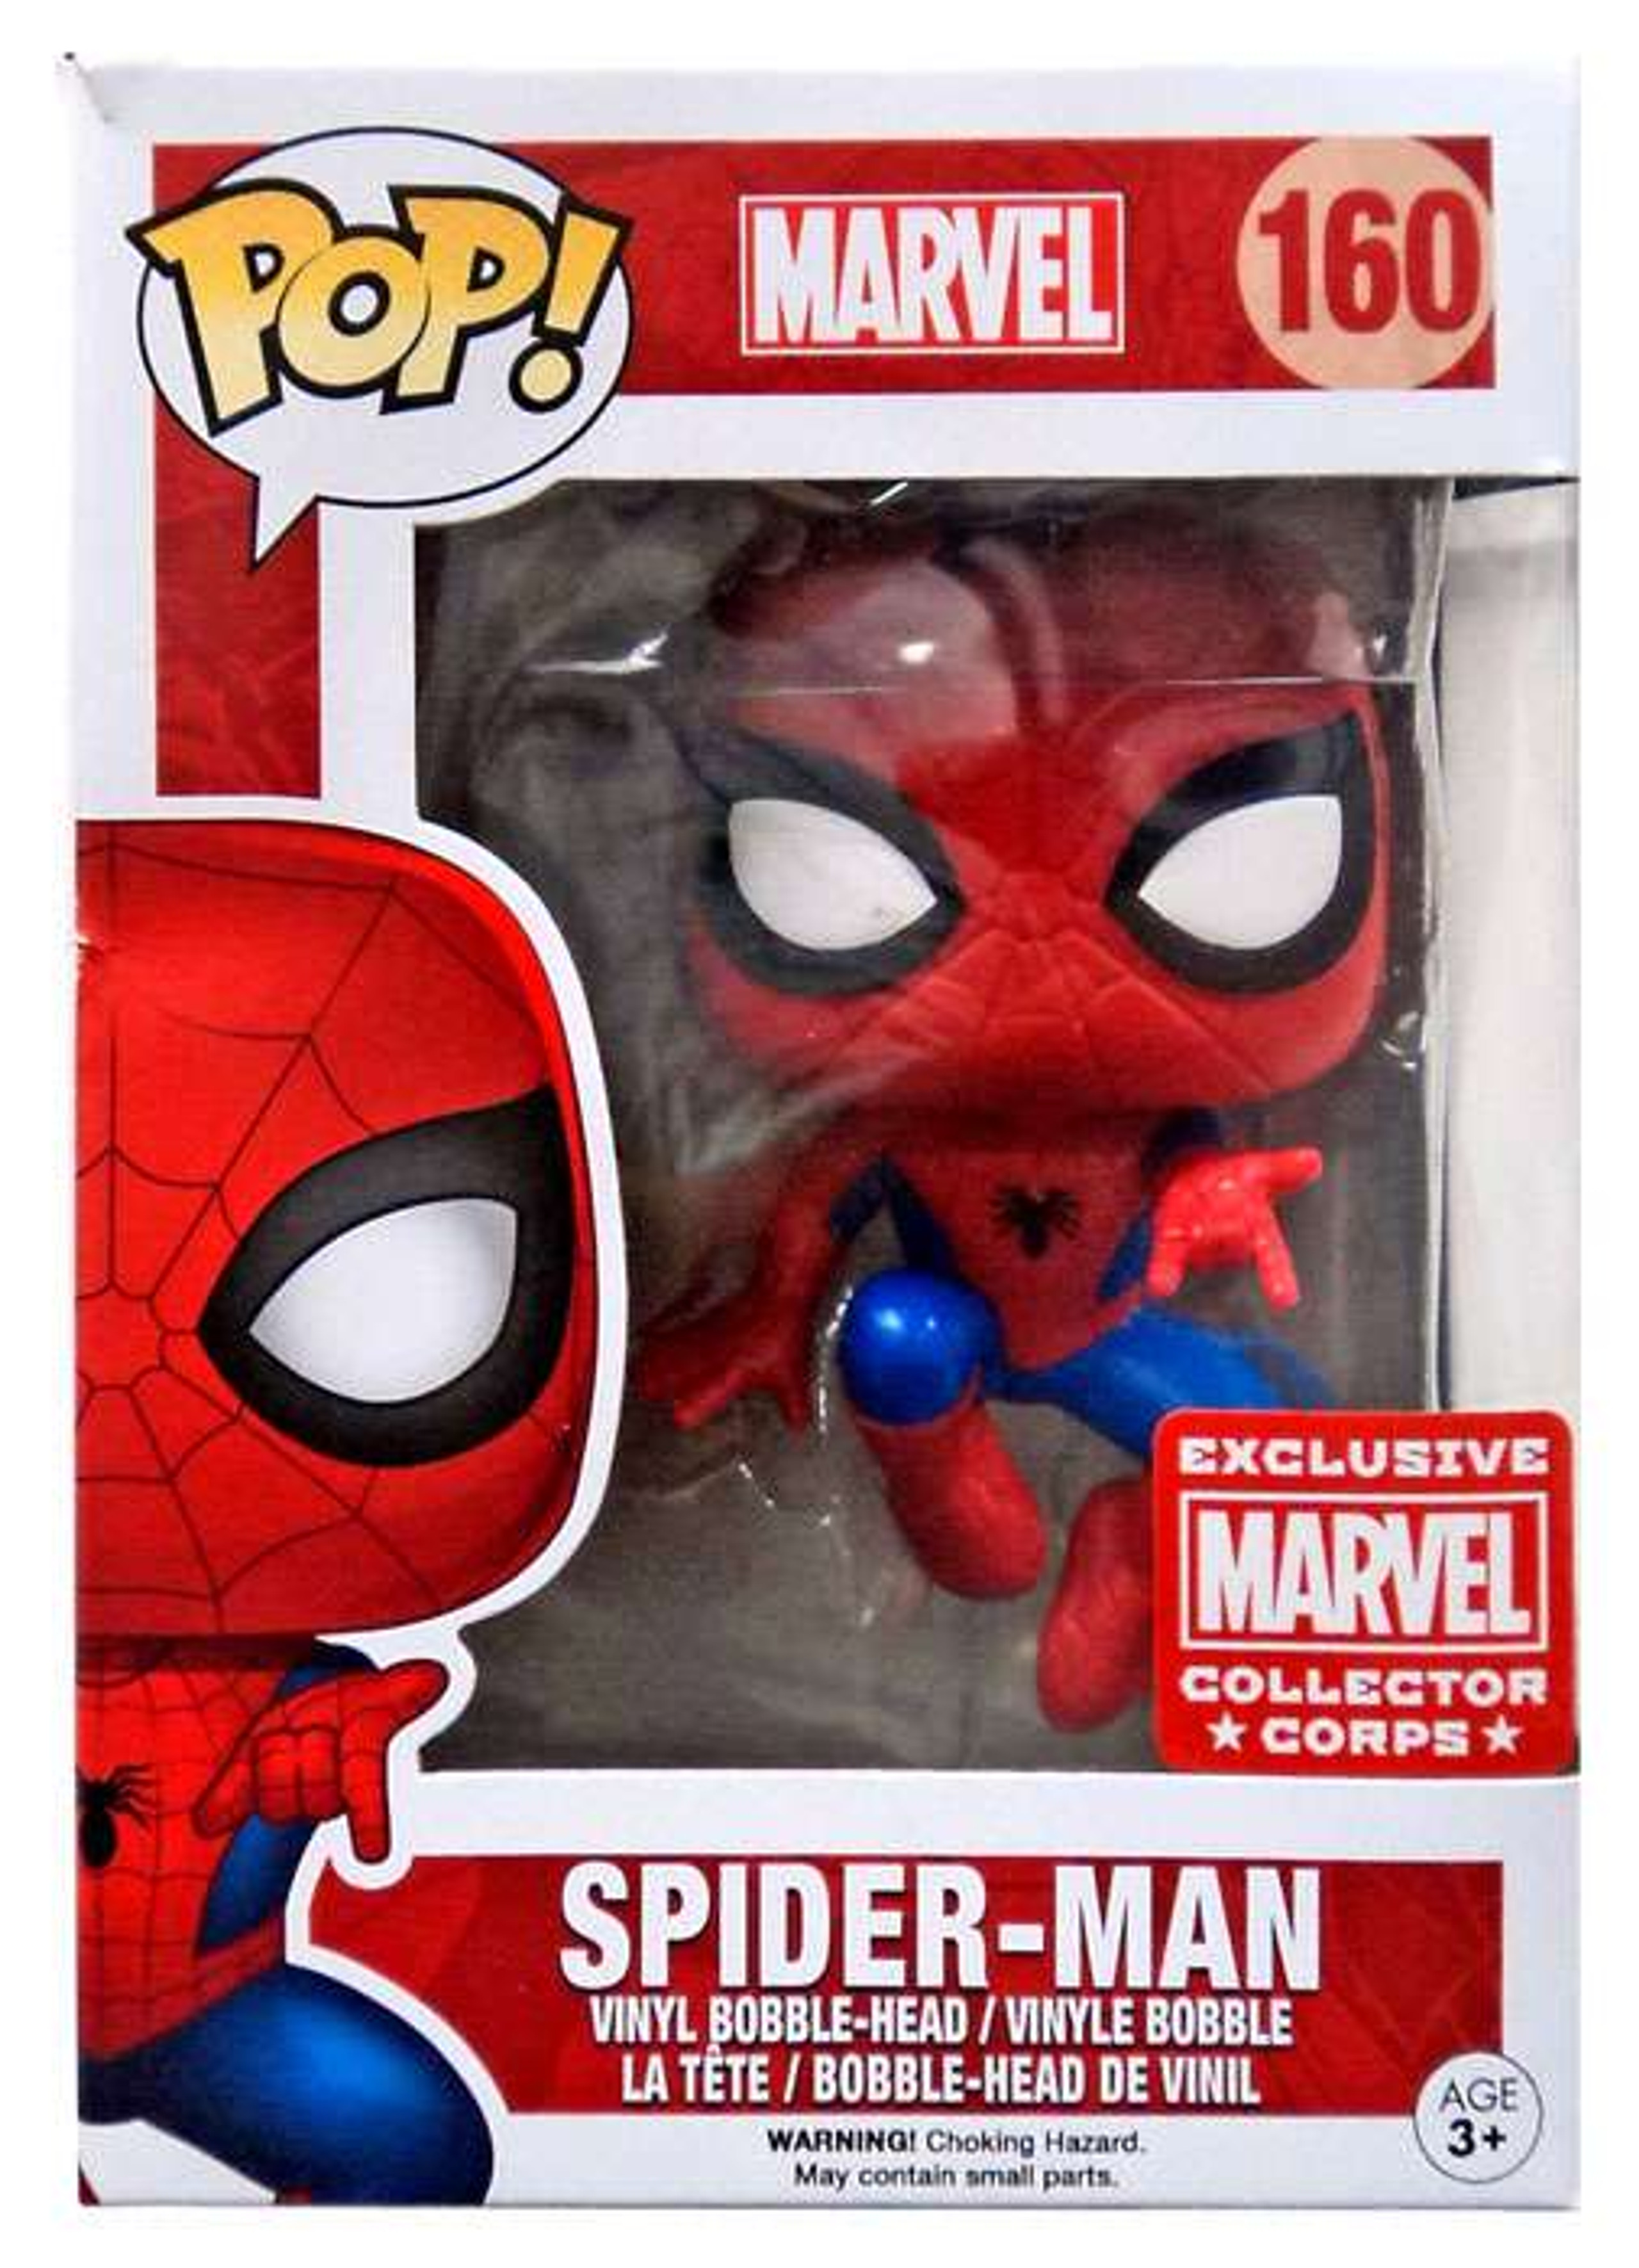 POP!
MARVEL
160
EXCLUSIVE
MARVEL
COLLECTOR
★ CORPS ★
SPIDER-MAN
VINYL BOBBLE-HEAD / VINYLE BOBBLE
LA TÊTE / BOBBLE-HEAD DE VINIL
AGE
3+
WARNING! Choking Hazard.
May contain small parts.